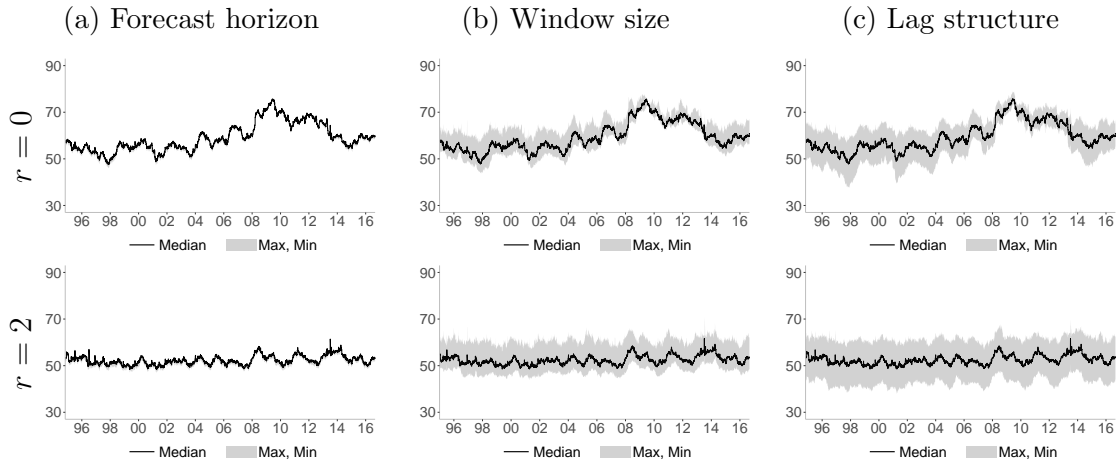 (a) Forecast horizon (b) Window size (c) Lag structure
r = 0
90 90 90
70 70 70
50 50 50
30 30 30
96 98 00 02 04 06 08 10 12 14 16 96 98 00 02 04 06 08 10 12 14 16 96 98 00 02 04 06 08 10 12 14 16
Median Max, Min Median Max, Min Median Max, Min
r = 2
90 90 90
70 70 70
50 50 50
30 30 30
96 98 00 02 04 06 08 10 12 14 16 96 98 00 02 04 06 08 10 12 14 16 96 98 00 02 04 06 08 10 12 14 16
Median Max, Min Median Max, Min Median Max, Min